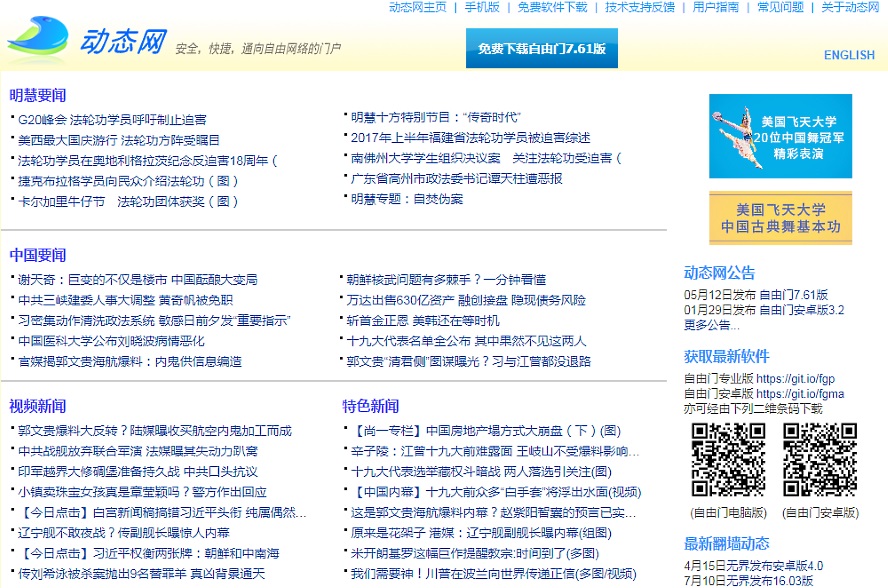 动态网主页 | 手机版 | 免费软件下载 | 技术支持反馈 | 用户指南 | 常见问题 | 关于动态网
动态网 安全，快捷，通向自由网络的门户
免费下载自由门7.61版
ENGLISH
明慧要闻
G20峰会 法轮功学员呼吁制止迫害
美西最大国庆游行 法轮功方阵受瞩目
法轮功学员在奥地利格拉茨纪念反迫害18周年（
捷克布拉格学员向民众介绍法轮功（图）
卡尔加里牛仔节 法轮功团体获奖（图）
明慧十方特别节目：“传奇时代”
2017年上半年福建省法轮功学员被迫害综述
南佛州大学学生组织决议案 关注法轮功受迫害（
广东省高州市政法委书记谭天柱遭恶报
明慧专题：自焚伪案
美国飞天大学
20位中国舞冠军
精彩表演
美国飞天大学
中国古典舞基本功
中国要闻
谢天奇：巨变的不仅是楼市 中国酝酿大变局
中共三峡建委人事大调整 黄奇帆被免职
习密集动作清洗政法系统 敏感日前夕发“重要指示”
中国医科大学公布刘晓波病情恶化
官媒揭郭文贵海航爆料：内鬼供信息编造
朝鲜核武问题有多棘手？一分钟看懂
万达出售630亿资产 融创接盘 隐现债务风险
斩首金正恩 美韩还在等时机
十九大代表名单全公布 其中果然不见这两人
郭文贵“清君侧”图谋曝光？习与江曾都没退路
动态网公告
05月12日发布 自由门7.61版
01月29日发布 自由门安卓版3.2
更多公告...
获取最新软件
自由门专业版 https://git.io/fgp
自由门安卓版 https://git.io/fgma
亦可经由下列二维条码下载
(自由门电脑版) (自由门安卓版)
最新翻墙动态
4月15日无界发布安卓版4.0
7月10日无界发布16.03版
视频新闻
郭文贵爆料大反转？陆媒曝收买航空内鬼加工而成
中共战舰放弃联合军演 法媒曝其失动力趴窝
印军越界大修碉堡准备持久战 中共口头抗议
小镇卖珠宝女孩真是章莹颖吗？警方作出回应
【今日点击】白宫新闻稿搞错习近平头衔 纯属偶然...
辽宁舰不敢夜战？传副舰长曝惊人内幕
【今日点击】习近平权衡两张牌：朝鲜和中南海
传刘希泳被杀案抛出9名替罪羊 真凶背景通天
特色新闻
【尚一专栏】中国房地产塌方式大崩盘（下）(图)
辛子陵：江曾十九大前难露面 王岐山不受爆料影响...
十九大代表选举藏权斗暗战 两人落选引关注(图)
【中国内幕】十九大前众多“白手套”将浮出水面(视频)
这是郭文贵海航爆料内幕？赵紫阳智囊的预言已实...
原来是花架子 港媒：辽宁舰副舰长曝内幕(组图)
米开朗基罗这幅巨作提醒教宗:时间到了(多图)
我们需要神！川普在波兰向世界传递正信(多图/视频)